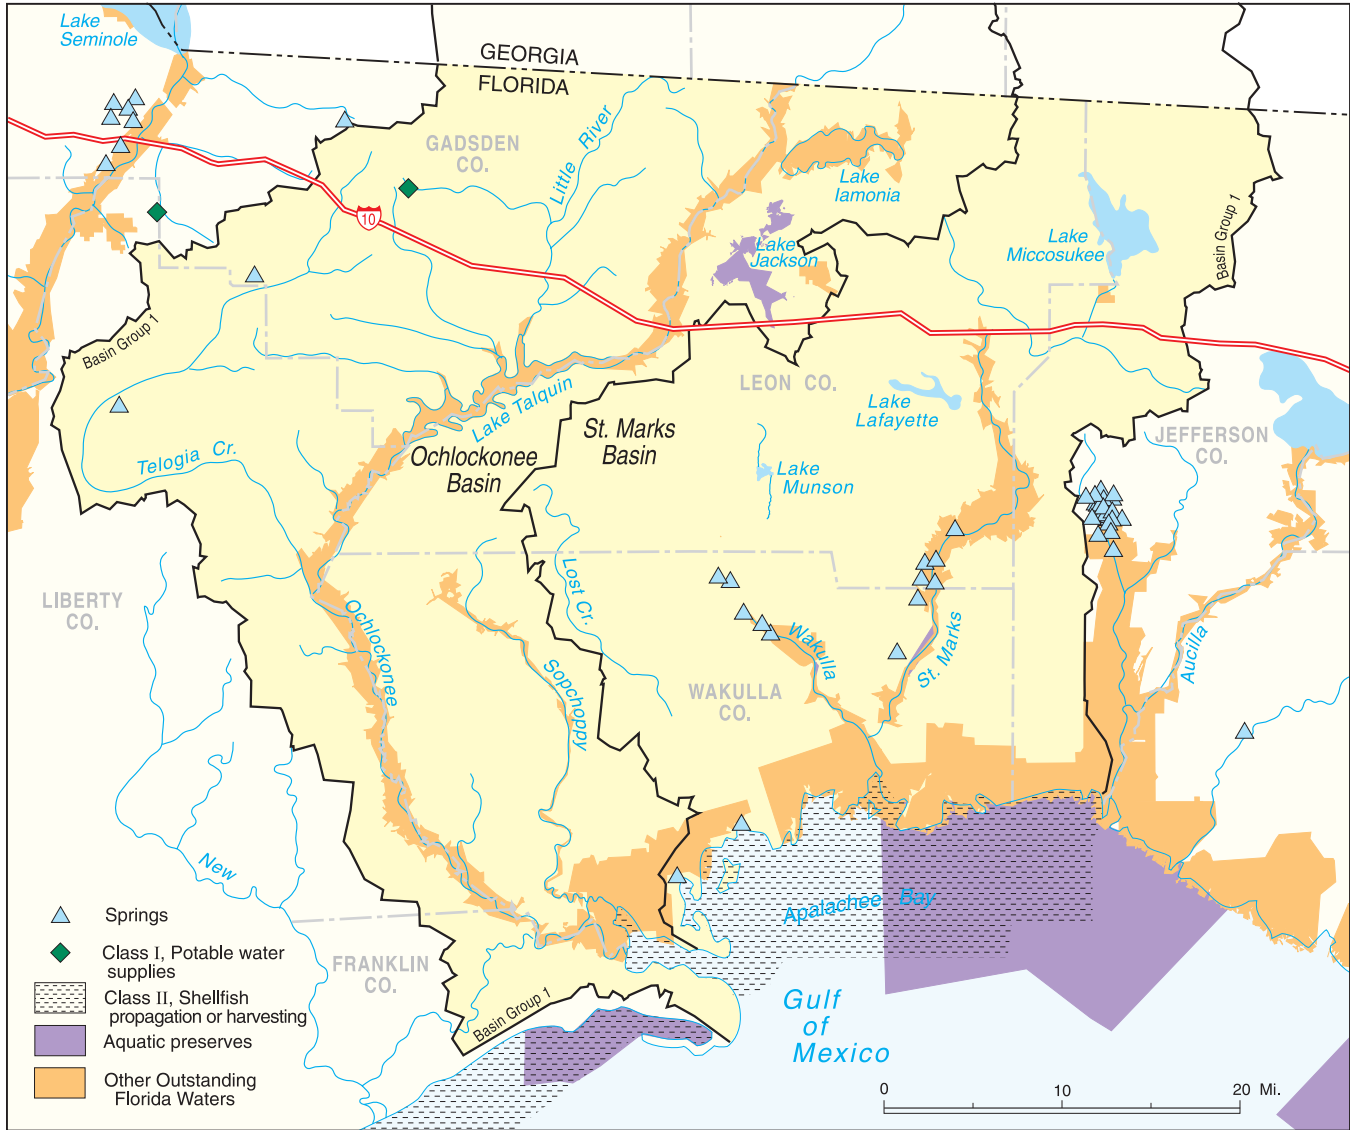 Lake
Seminole
GEORGIA
FLORIDA
GADSDEN
CO.
Little River
Lake
Iamonia
10
Lake
Jackson
Lake
Miccosukee
Basin Group 1
Basin Group 1
LEON CO.
Lake
Lafayette
Lake Talquin
St. Marks
Basin
Ochlockonee
Basin
JEFFERSON
CO.
Telogia Cr.
Lake
Munson
LIBERTY
CO.
Lost Cr.
Ochlockonee
Sopchoppy
Wakulla
St. Marks
Aucilla
WAKULLA
CO.
New
Apalachee Bay
FRANKLIN
CO.
Basin Group 1
Gulf
of
Mexico
Springs
Class I, Potable water
supplies
Class II, Shellfish
propagation or harvesting
Aquatic preserves
Other Outstanding
Florida Waters
0 10 20 Mi.